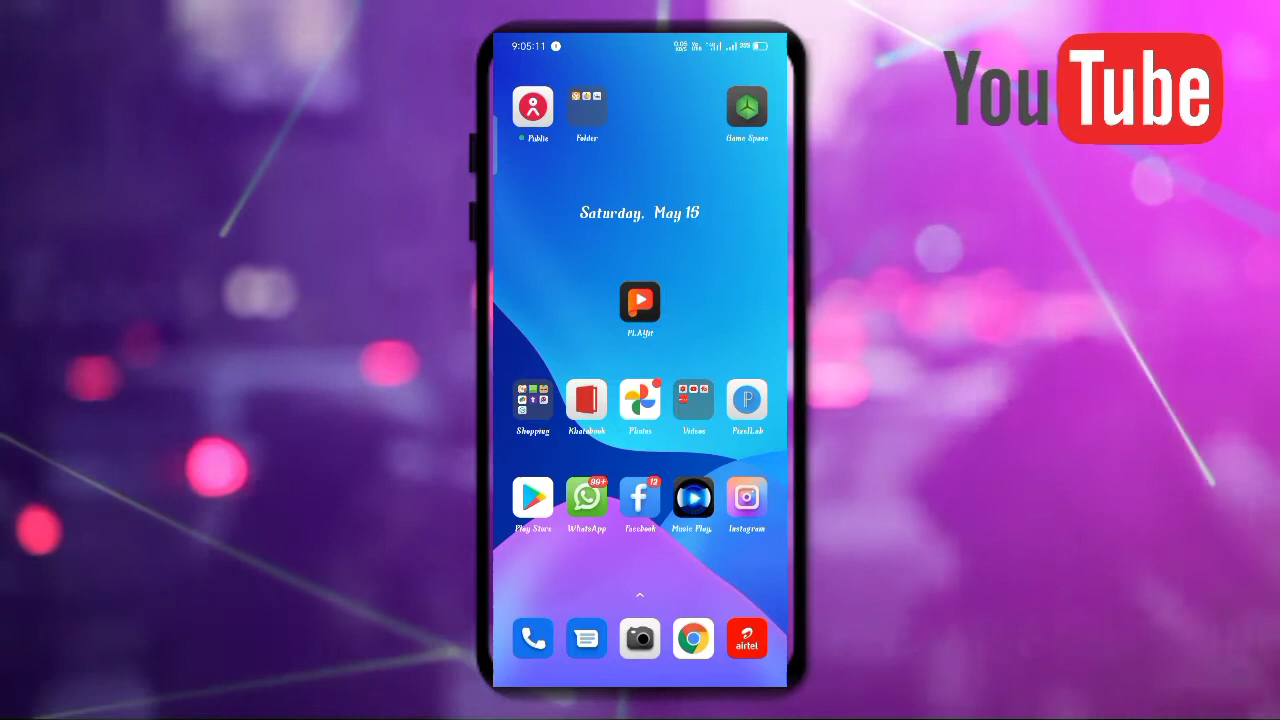 9:05:11
YouTube
Public
Folder
Game Space
Saturday, May 15
PLAYit
Shopping
Khatabook
Photos
Videos
PixelLab
99+
12
Play Store
WhatsApp
Facebook
Music Play.
Instagram
airtel